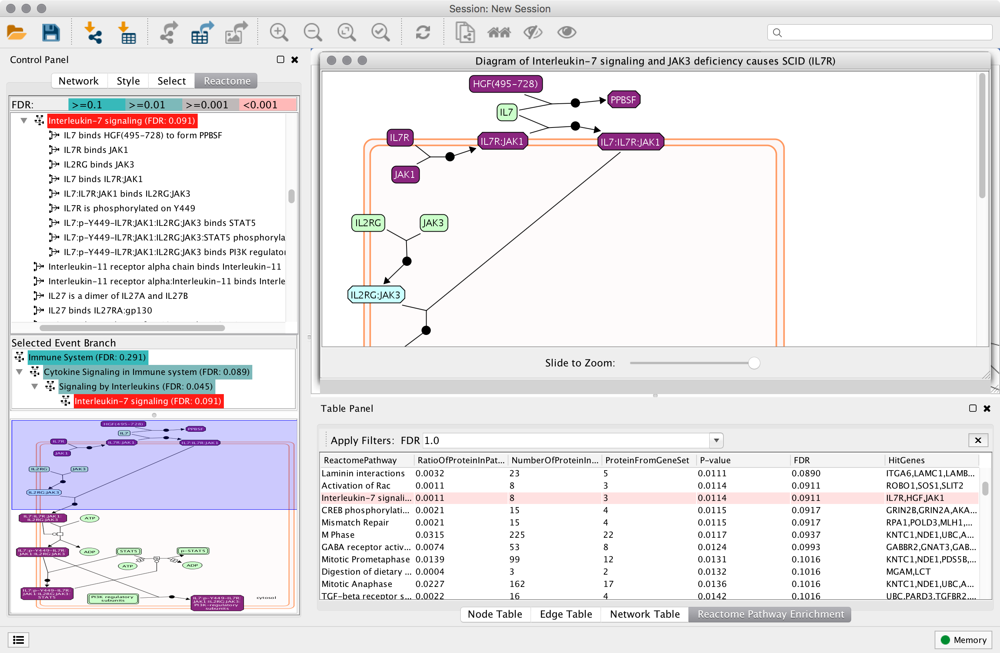 Session: New Session
Control Panel
Network Style Select Reactome
FDR: >=0.1 >=0.01 >=0.001 <0.001
Interleukin-7 signaling (FDR: 0.091)
IL7 binds HGF(495-728) to form PPBSF
IL7R binds JAK1
IL2RG binds JAK3
IL7 binds IL7R:JAK1
IL7:IL7R:JAK1 binds IL2RG:JAK3
IL7R is phosphorylated on Y449
IL7:p-Y449-IL7R:JAK1:IL2RG:JAK3 binds STAT5
IL7:p-Y449-IL7R:JAK1:IL2RG:JAK3:STAT5 phosphoryla
IL7:p-Y449-IL7R:JAK1:IL2RG:JAK3 binds PI3K regulator
Interleukin-11 receptor alpha chain binds Interleukin-11
Interleukin-11 receptor alpha:Interleukin-11 binds Interle
IL27 is a dimer of IL27A and IL27B
IL27 binds IL27RA:gp130
Selected Event Branch
Immune System (FDR: 0.291)
Cytokine Signaling in Immune system (FDR: 0.089)
Signaling by Interleukins (FDR: 0.045)
Interleukin-7 signaling (FDR: 0.091)
HGF(495-728)
PPBSF
IL7
IL7R
IL7R:JAK1
IL7:IL7R:JAK1
JAK1
IL2RG
JAK3
IL2RG:JAK3
IL7:IL7R:JAK1:
IL2RG:JAK3
ATP
IL7:p-Y449-IL7R:
JAK1:IL2RG:JAK3
ADP
STAT5
p-STAT5
2
2
ATP
ADP
IL7:p-Y449-IL7R:
JAK1:IL2RG:JAK3:
STAT5
PI3K regulatory
subunits
IL7:p-Y449-IL7R:
JAK1:IL2RG:JAK3:
PI3K-regulatory
subunits
cytosol
Diagram of Interleukin-7 signaling and JAK3 deficiency causes SCID (IL7R)
HGF(495-728)
PPBSF
IL7
IL7R
IL7R:JAK1
IL7:IL7R:JAK1
JAK1
IL2RG
JAK3
IL2RG:JAK3
Slide to Zoom:
Table Panel
Apply Filters: FDR 1.0
ReactomePathway RatioOfProteinInPat... NumberOfProteinIn... ProteinFromGeneSet P-value FDR HitGenes
Laminin interactions 0.0032 23 5 0.0111 0.0890 ITGA6,LAMC1,LAMB...
Activation of Rac 0.0011 8 3 0.0114 0.0911 ROBO1,SOS1,SLIT2
Interleukin-7 signali... 0.0011 8 3 0.0114 0.0911 IL7R,HGF,JAK1
CREB phosphorylati... 0.0021 15 4 0.0115 0.0917 GRIN2B,GRIN2A,AKA...
Mismatch Repair 0.0021 15 4 0.0115 0.0917 RPA1,POLD3,MLH1,...
M Phase 0.0315 225 22 0.0117 0.0937 KNTC1,NDE1,UBC,A...
GABA receptor activ... 0.0074 53 8 0.0124 0.0993 GABBR2,GNAT3,GAB...
Mitotic Prometaphase 0.0139 99 12 0.0131 0.1016 KNTC1,NDE1,PDS5B,...
Digestion of dietary ... 0.0004 3 2 0.0132 0.1016 MGAM,LCT
Mitotic Anaphase 0.0227 162 17 0.0136 0.1016 KNTC1,NDE1,UBC,A...
TGF-beta receptor s... 0.0022 16 4 0.0142 0.1016 UBC,PARD3,TGFBR2,...
Node Table Edge Table Network Table Reactome Pathway Enrichment
Memory